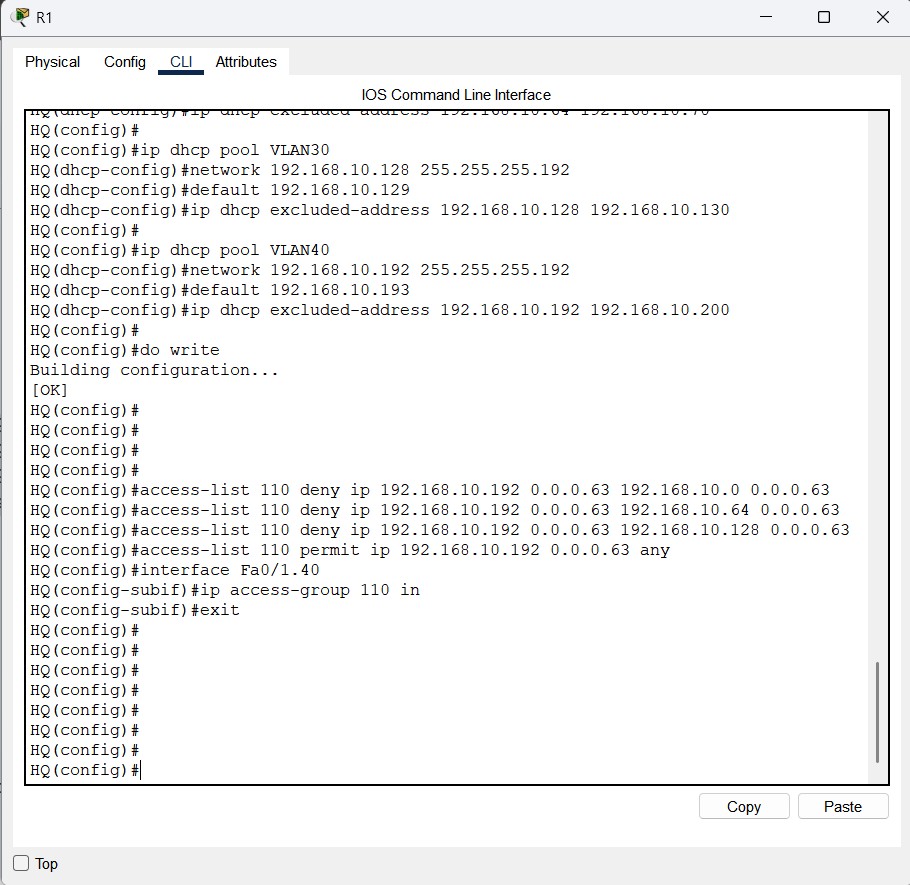 R1
Physical Config CLI Attributes
IOS Command Line Interface
HQ(dhcp-config)#ip dhcp excluded-address 192.168.10.64 192.168.10.70
HQ(config)#
HQ(config)#ip dhcp pool VLAN30
HQ(dhcp-config)#network 192.168.10.128 255.255.255.192
HQ(dhcp-config)#default 192.168.10.129
HQ(dhcp-config)#ip dhcp excluded-address 192.168.10.128 192.168.10.130
HQ(config)#
HQ(config)#ip dhcp pool VLAN40
HQ(dhcp-config)#network 192.168.10.192 255.255.255.192
HQ(dhcp-config)#default 192.168.10.193
HQ(dhcp-config)#ip dhcp excluded-address 192.168.10.192 192.168.10.200
HQ(config)#
HQ(config)#do write
Building configuration...
[OK]
HQ(config)#
HQ(config)#
HQ(config)#
HQ(config)#
HQ(config)#access-list 110 deny ip 192.168.10.192 0.0.0.63 192.168.10.0 0.0.0.63
HQ(config)#access-list 110 deny ip 192.168.10.192 0.0.0.63 192.168.10.64 0.0.0.63
HQ(config)#access-list 110 deny ip 192.168.10.192 0.0.0.63 192.168.10.128 0.0.0.63
HQ(config)#access-list 110 permit ip 192.168.10.192 0.0.0.63 any
HQ(config)#interface Fa0/1.40
HQ(config-subif)#ip access-group 110 in
HQ(config-subif)#exit
HQ(config)#
HQ(config)#
HQ(config)#
HQ(config)#
HQ(config)#
HQ(config)#
HQ(config)#
HQ(config)#
Copy Paste
Top